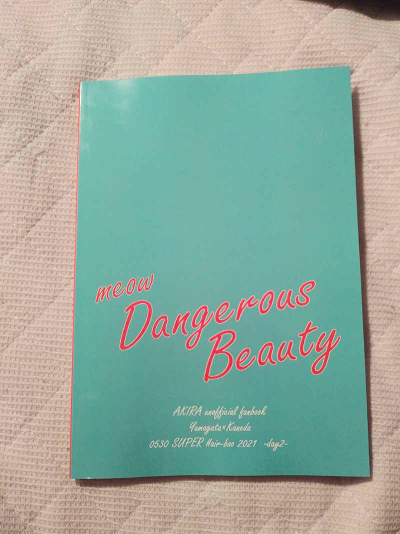 meow
Dangerous
Beauty
AKIRA unofficial fanbook
Yamagata×Kaneda
0530 SUPER Hair-boo 2021 -day2-